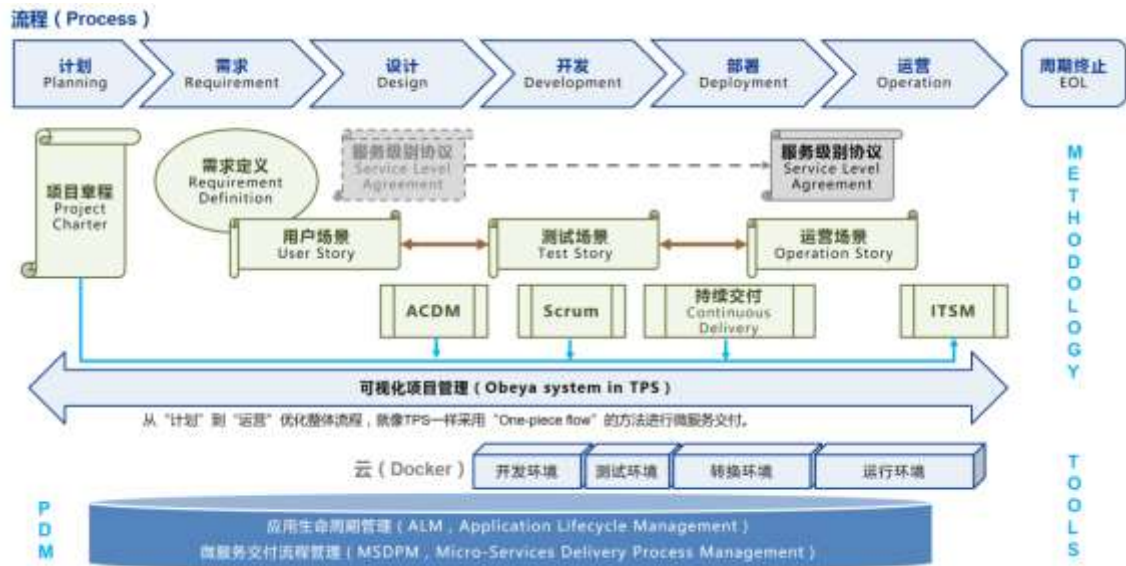 流程（Process）
计划
Planning
需求
Requirement
设计
Design
开发
Development
部署
Deployment
运营
Operation
周期终止
EOL
项目章程
Project
Charter
需求定义
Requirement
Definition
服务级别协议
Service Level
Agreement
服务级别协议
Service Level
Agreement
用户场景
User Story
测试场景
Test Story
运营场景
Operation Story
ACDM
Scrum
持续交付
Continuous
Delivery
ITSM
METHODOLOGY
可视化项目管理（Obeya system in TPS）
从“计划”到“运营”优化整体流程，就像TPS一样采用“One-piece flow”的方法进行微服务交付。
云（Docker）
开发环境
测试环境
转换环境
运行环境
PDM
应用生命周期管理（ALM，Application Lifecycle Management）
微服务交付流程管理（MSDPM，Micro-Services Delivery Process Management）
TOOLS